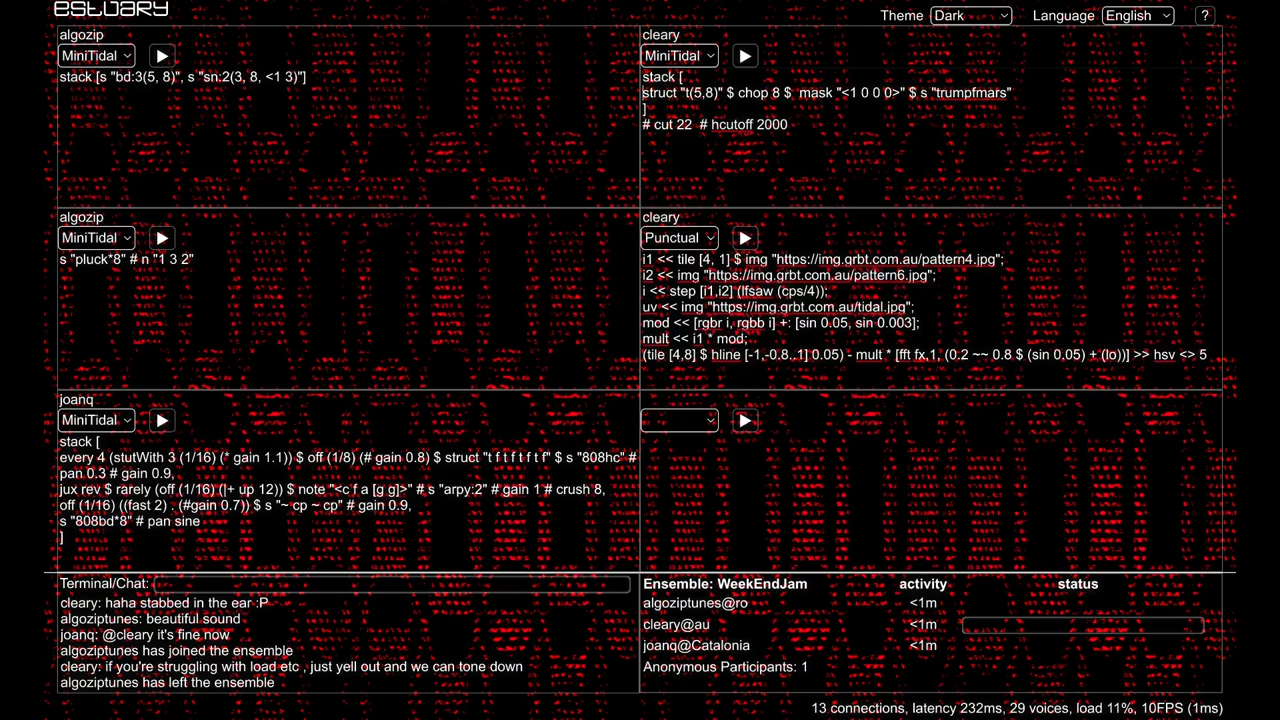 estuary
Theme Dark Language English ?
algozip
MiniTidal
stack [s "bd:3(5, 8)", s "sn:2(3, 8, <1 3)"]
cleary
MiniTidal
stack [
struct "t(5,8)" $ chop 8 $ mask "<1 0 0 0>" $ s "trumpfmars"
]
# cut 22 # hcutoff 2000
algozip
MiniTidal
s "pluck*8" # n "1 3 2"
cleary
Punctual
i1 << tile [4, 1] $ img "https://img.grbt.com.au/pattern4.jpg";
i2 << img "https://img.grbt.com.au/pattern6.jpg";
i << step [i1,i2] (lfsaw (cps/4));
uv << img "https://img.grbt.com.au/tidal.jpg";
mod << [rgbr i, rgbb i] +: [sin 0.05, sin 0.003];
mult << i1 * mod;
(tile [4,8] $ hline [-1,-0.8..1] 0.05) - mult * [fft fx,1, (0.2 ~~ 0.8 $ (sin 0.05) + (lo))] >> hsv <> 5
joanq
MiniTidal
stack [
every 4 (stutWith 3 (1/16) (* gain 1.1)) $ off (1/8) (# gain 0.8) $ struct "t f t f t f t f" $ s "808hc" #
pan 0.3 # gain 0.9,
jux rev $ rarely (off (1/16) (|+ up 12)) $ note "<c f a [g g]>" # s "arpy:2" # gain 1 # crush 8,
off (1/16) ((fast 2) . (#gain 0.7)) $ s "~ cp ~ cp" # gain 0.9,
s "808bd*8" # pan sine
]
Terminal/Chat:
cleary: haha stabbed in the ear :P
algoziptunes: beautiful sound
joanq: @cleary it's fine now
algoziptunes has joined the ensemble
cleary: if you're struggling with load etc , just yell out and we can tone down
algoziptunes has left the ensemble
Ensemble: WeekEndJam activity status
algoziptunes@ro <1m
cleary@au <1m
joanq@Catalonia <1m
Anonymous Participants: 1
13 connections, latency 232ms, 29 voices, load 11%, 10FPS (1ms)